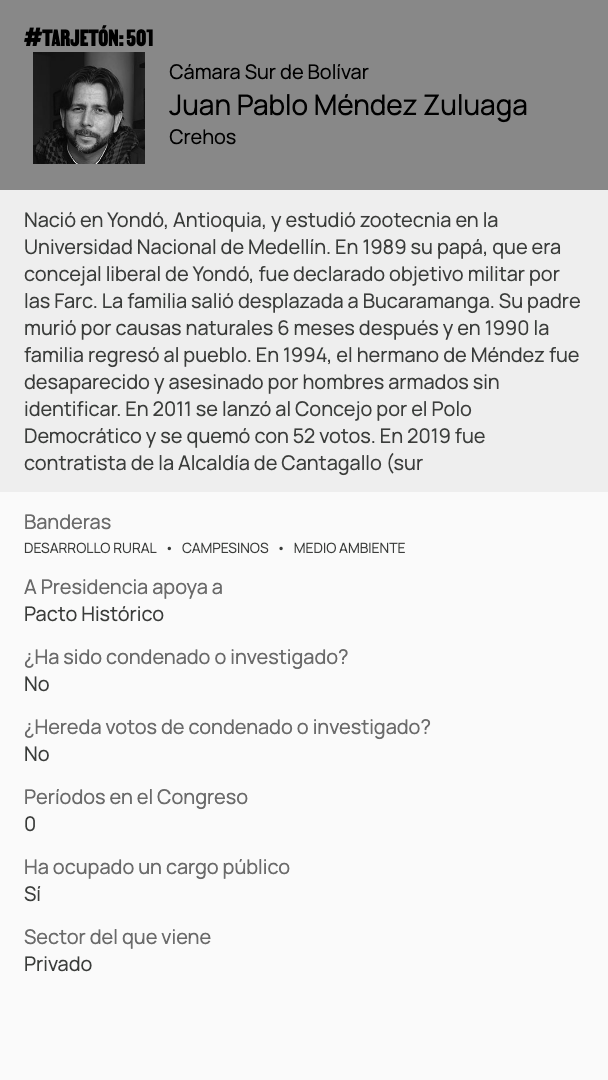 #TARJETÓN: 501
Cámara Sur de Bolívar
Juan Pablo Méndez Zuluaga
Crehos
Nació en Yondó, Antioquia, y estudió zootecnia en la
Universidad Nacional de Medellín. En 1989 su papá, que era
concejal liberal de Yondó, fue declarado objetivo militar por
las Farc. La familia salió desplazada a Bucaramanga. Su padre
murió por causas naturales 6 meses después y en 1990 la
familia regresó al pueblo. En 1994, el hermano de Méndez fue
desaparecido y asesinado por hombres armados sin
identificar. En 2011 se lanzó al Concejo por el Polo
Democrático y se quemó con 52 votos. En 2019 fue
contratista de la Alcaldía de Cantagallo (sur
Banderas
DESARROLLO RURAL • CAMPESINOS • MEDIO AMBIENTE
A Presidencia apoya a
Pacto Histórico
¿Ha sido condenado o investigado?
No
¿Hereda votos de condenado o investigado?
No
Períodos en el Congreso
0
Ha ocupado un cargo público
Sí
Sector del que viene
Privado